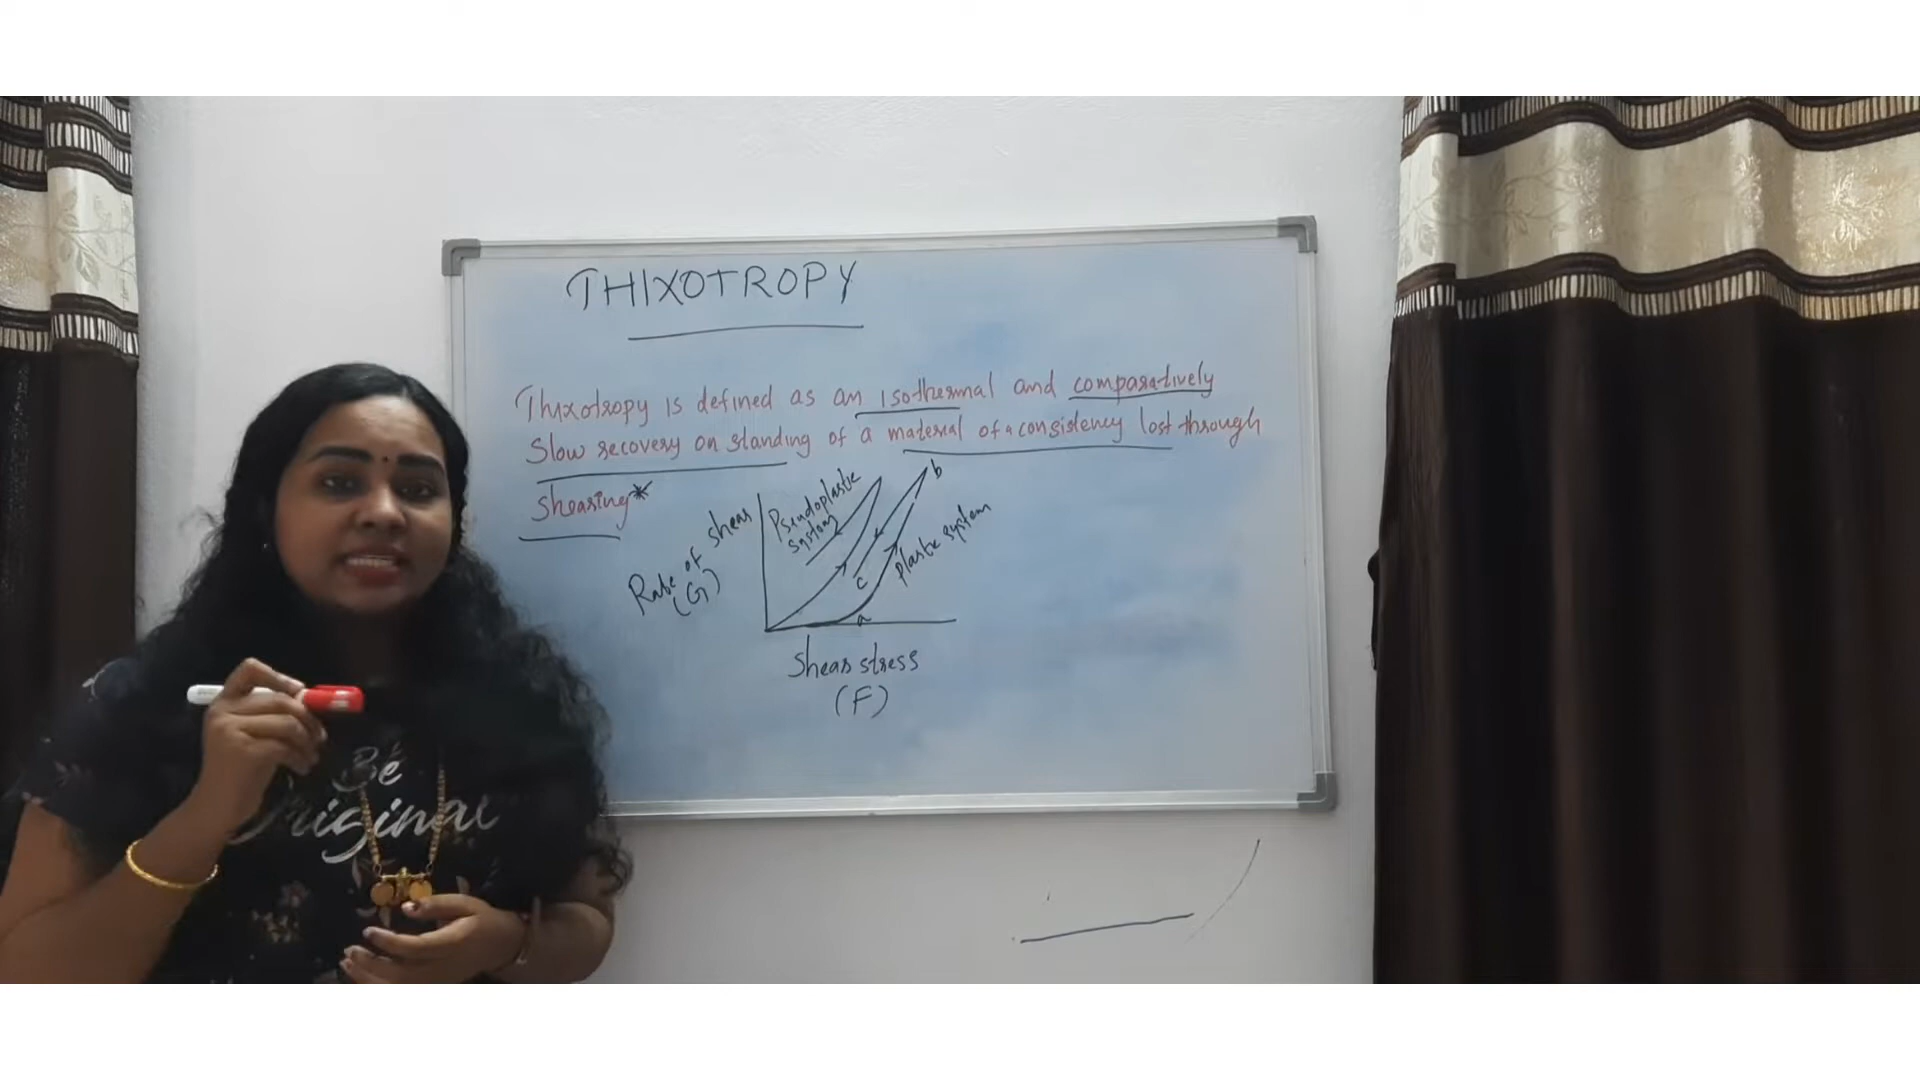 THIXOTROPY
Thixotropy is defined as an isothermal and comparatively
Slow recovery on standing of a material of a consistency lost through
Shearing*
Rate of shear
(G)
Pseudoplastic
system
b
c
a
plastic system
Shear stress
(F)
Be
Original